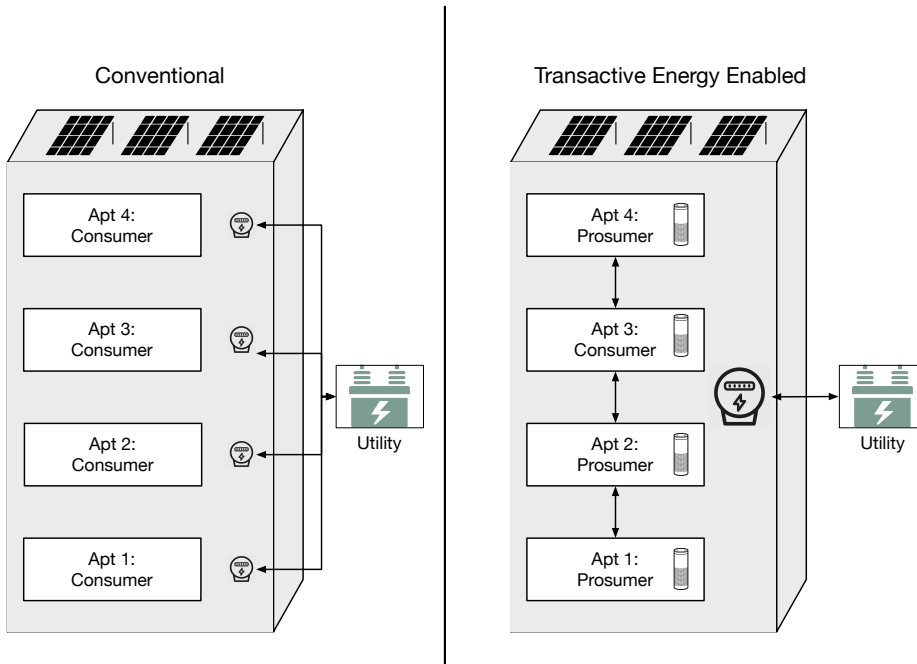 Conventional
Apt 4:
Consumer
Apt 3:
Consumer
Apt 2:
Consumer
Apt 1:
Consumer
Utility
Transactive Energy Enabled
Apt 4:
Prosumer
Apt 3:
Consumer
Apt 2:
Prosumer
Apt 1:
Prosumer
Utility